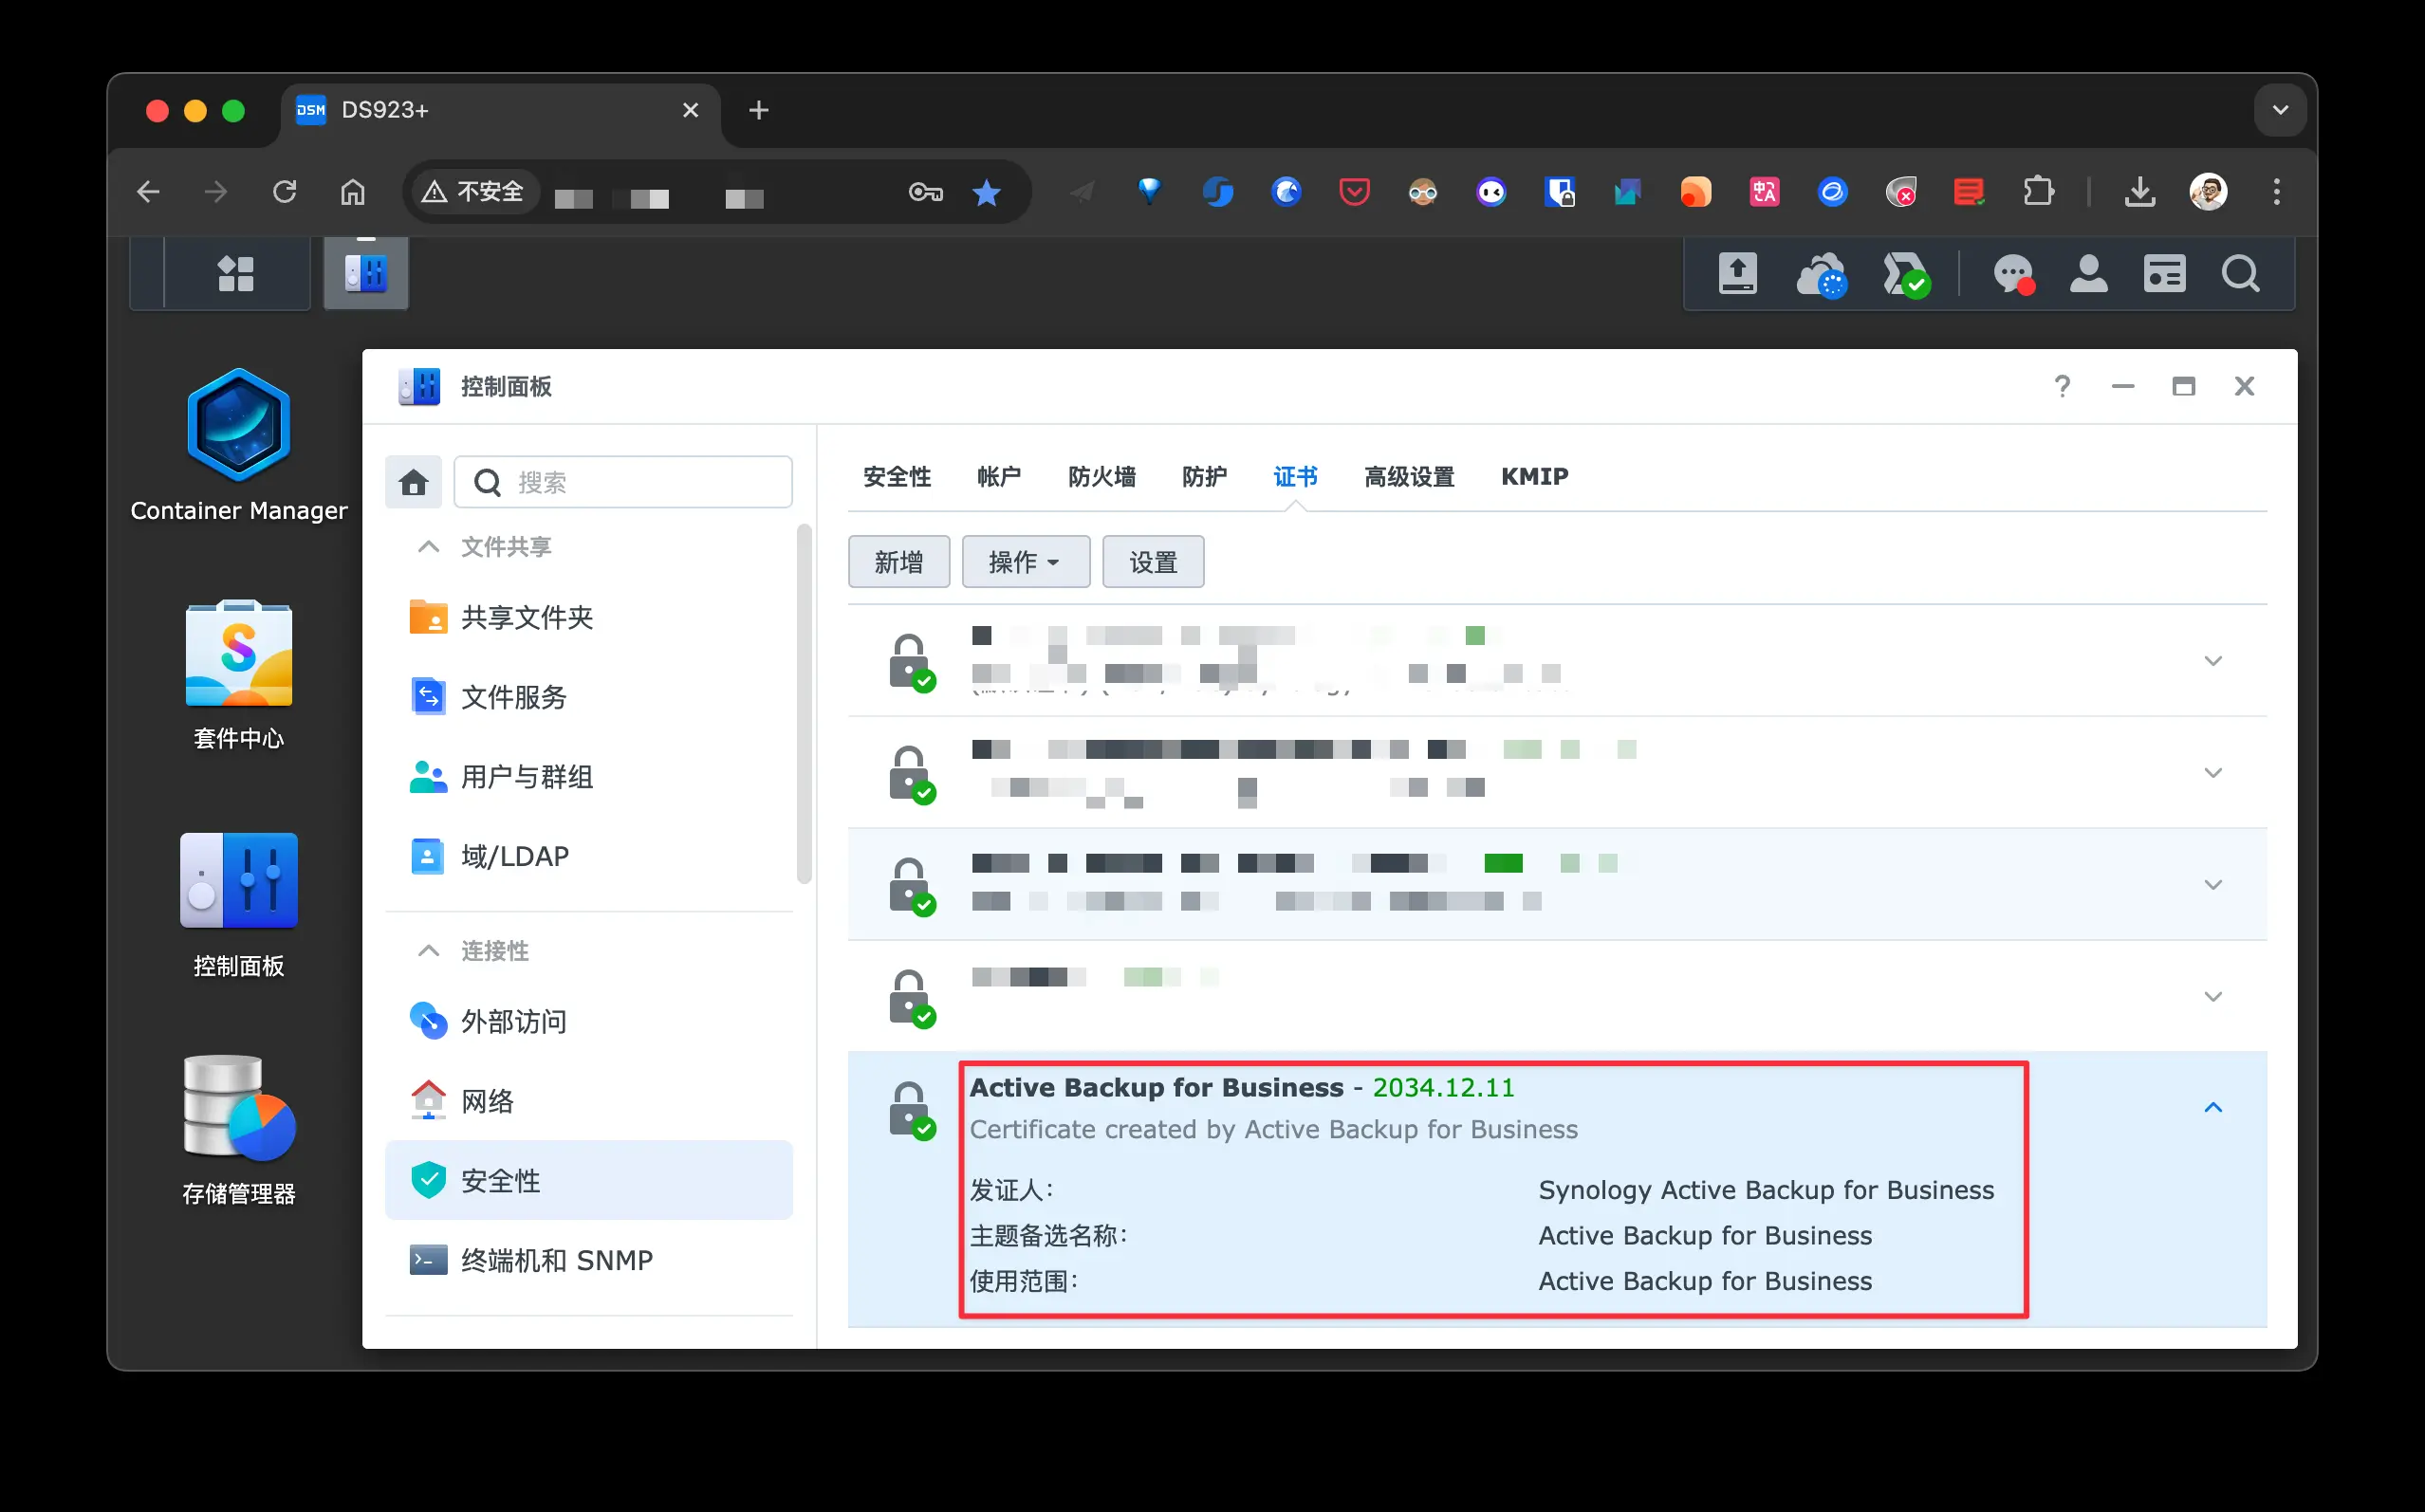 DSM DS923+
不安全
控制面板
Container Manager
套件中心
控制面板
存储管理器
搜索
文件共享
共享文件夹
文件服务
用户与群组
域/LDAP
连接性
外部访问
网络
安全性
终端机和 SNMP
安全性 帐户 防火墙 防护 证书 高级设置 KMIP
新增 操作 设置
Active Backup for Business - 2034.12.11
Certificate created by Active Backup for Business
发证人: Synology Active Backup for Business
主题备选名称: Active Backup for Business
使用范围: Active Backup for Business